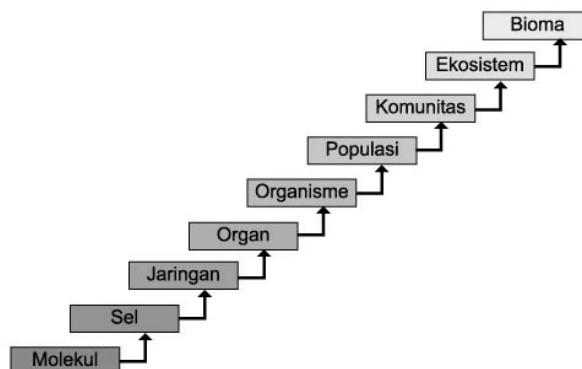 Bioma
Ekosistem
Komunitas
Populasi
Organisme
Organ
Jaringan
Sel
Molekul